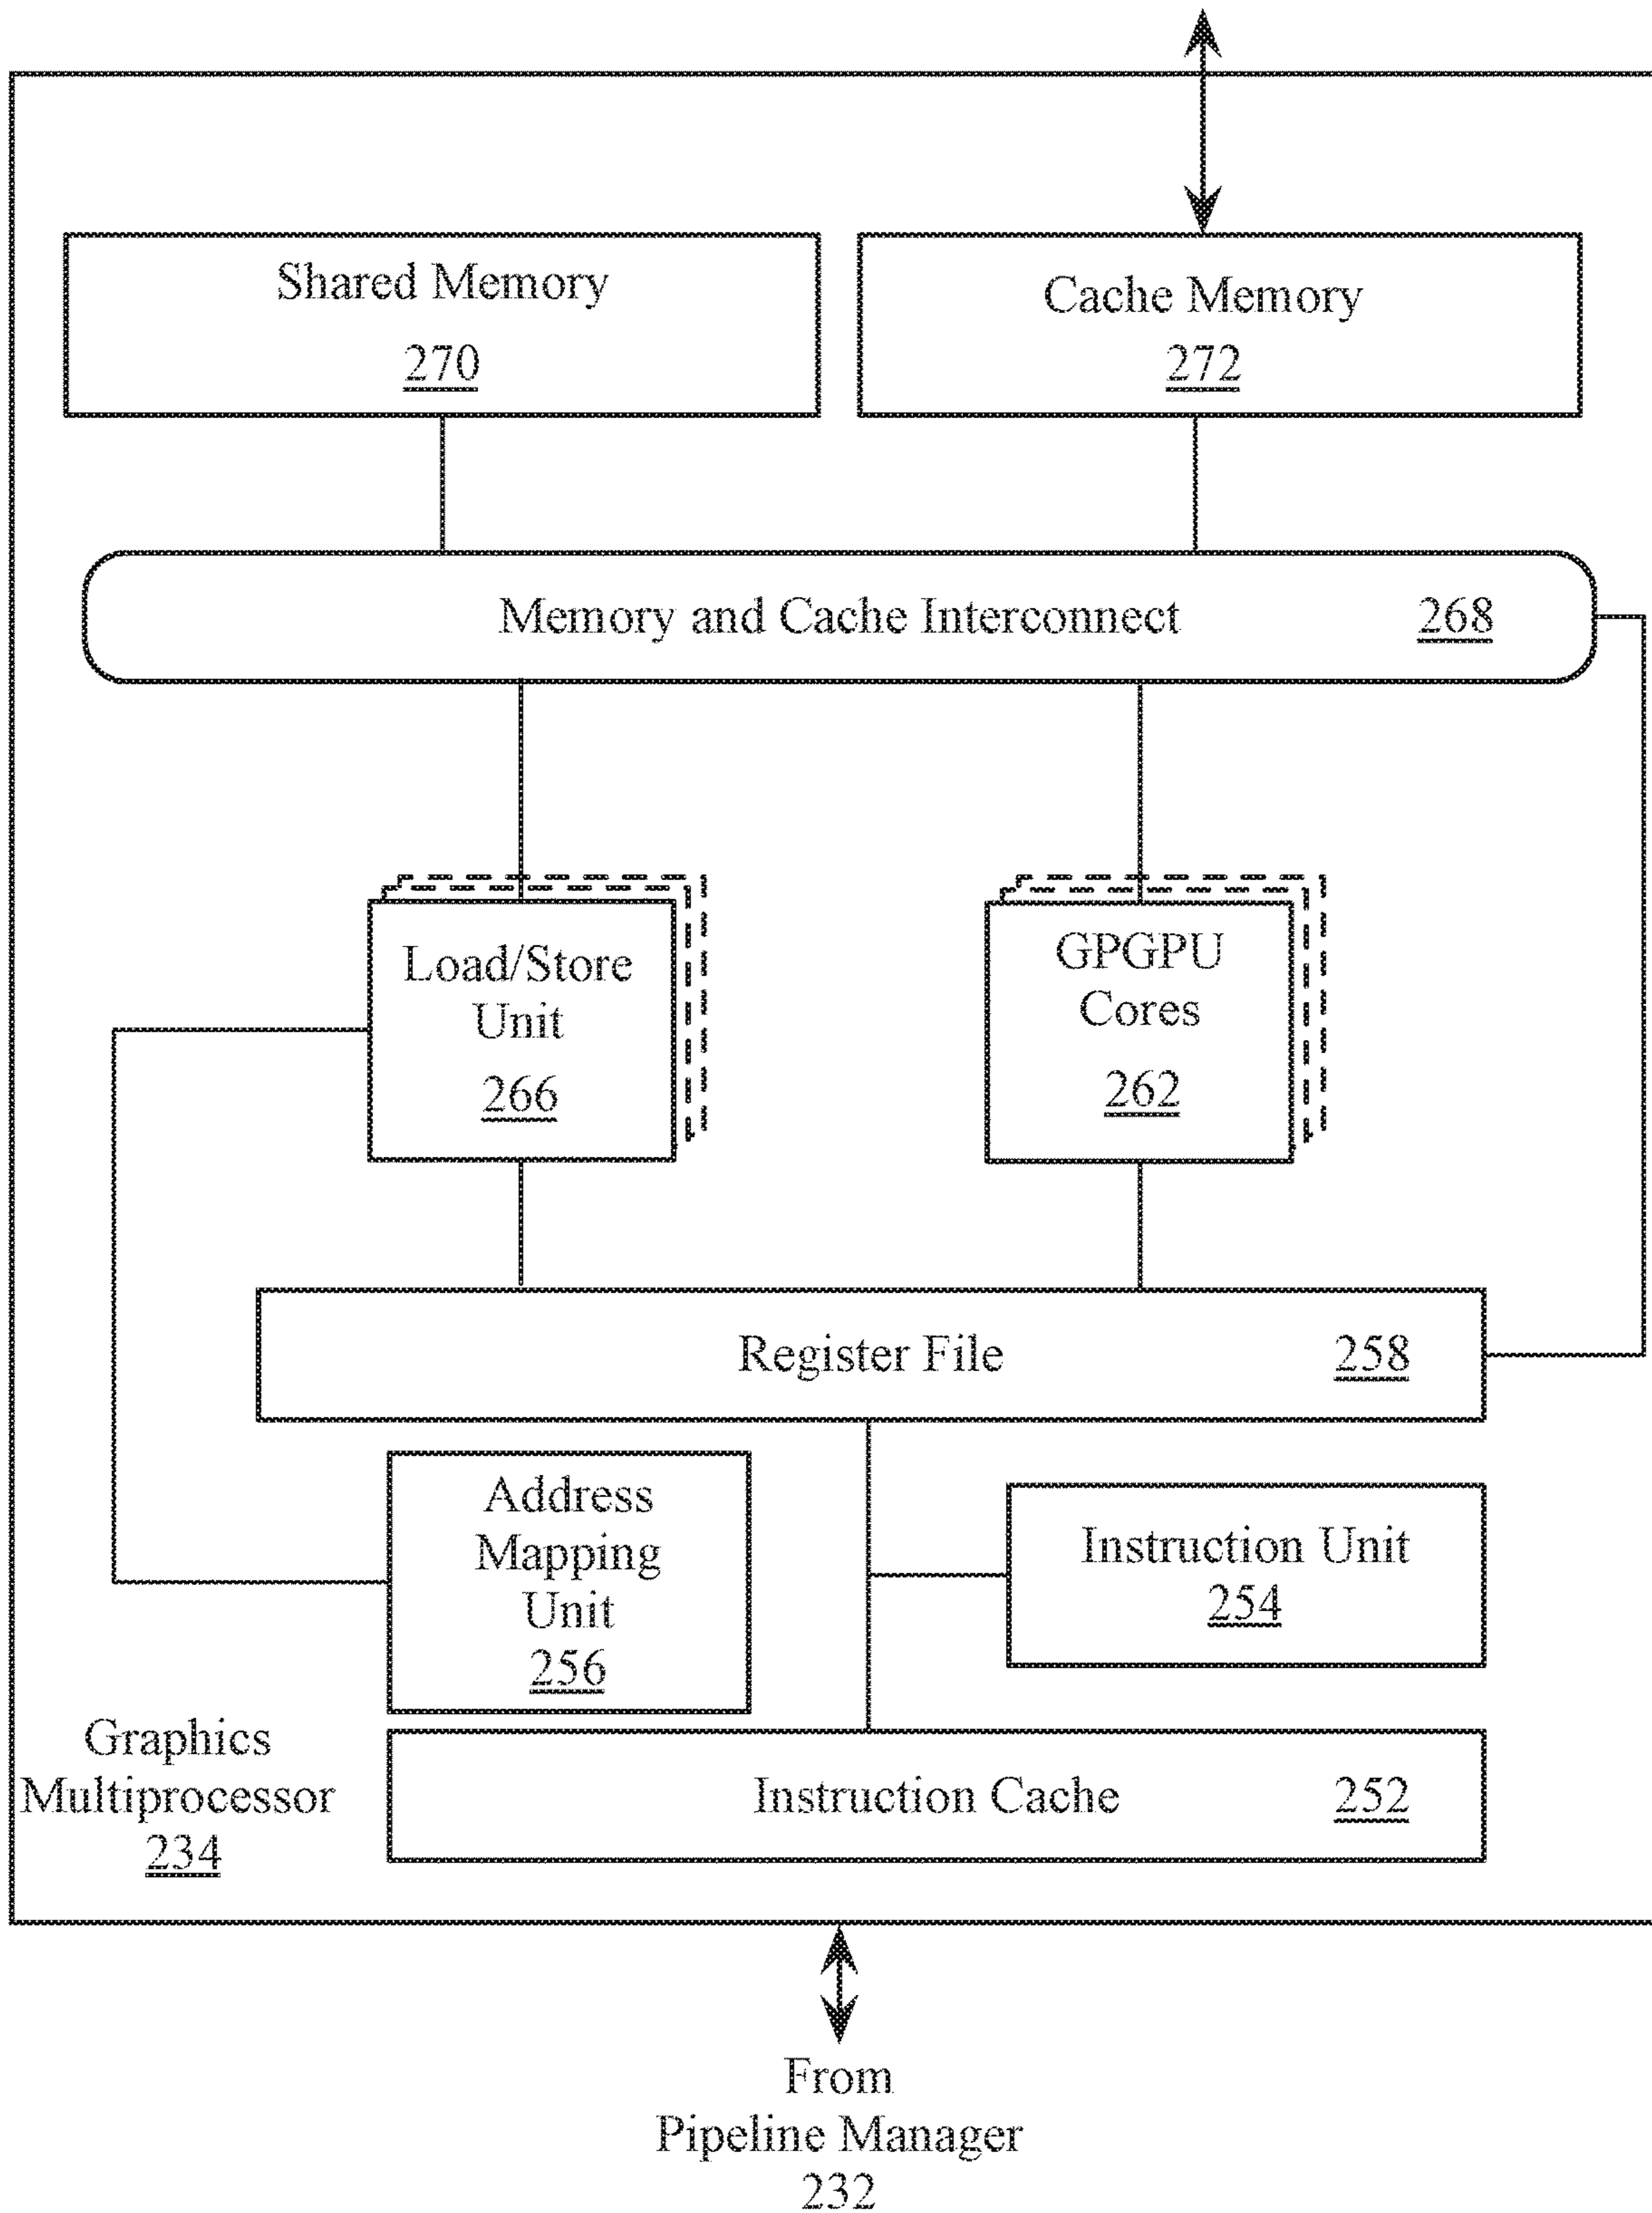 Shared Memory
270
Cache Memory
272
Memory and Cache Interconnect 268
Load/Store
Unit
266
GPGPU
Cores
262
Register File 258
Address
Mapping
Unit
256
Instruction Unit
254
Graphics
Multiprocessor
234
Instruction Cache 252
From
Pipeline Manager
232